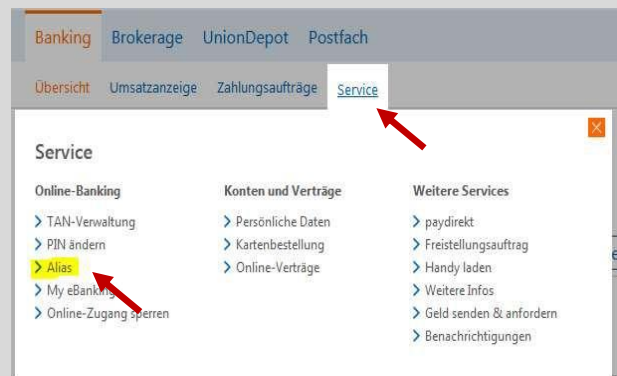 Banking Brokerage UnionDepot Postfach
Übersicht Umsatzanzeige Zahlungsaufträge Service
Service
Online-Banking
TAN-Verwaltung
PIN ändern
Alias
My eBanking
Online-Zugang sperren
Konten und Verträge
Persönliche Daten
Kartenbestellung
Online-Verträge
Weitere Services
paydirekt
Freistellungsauftrag
Handy laden
Weitere Infos
Geld senden & anfordern
Benachrichtigungen